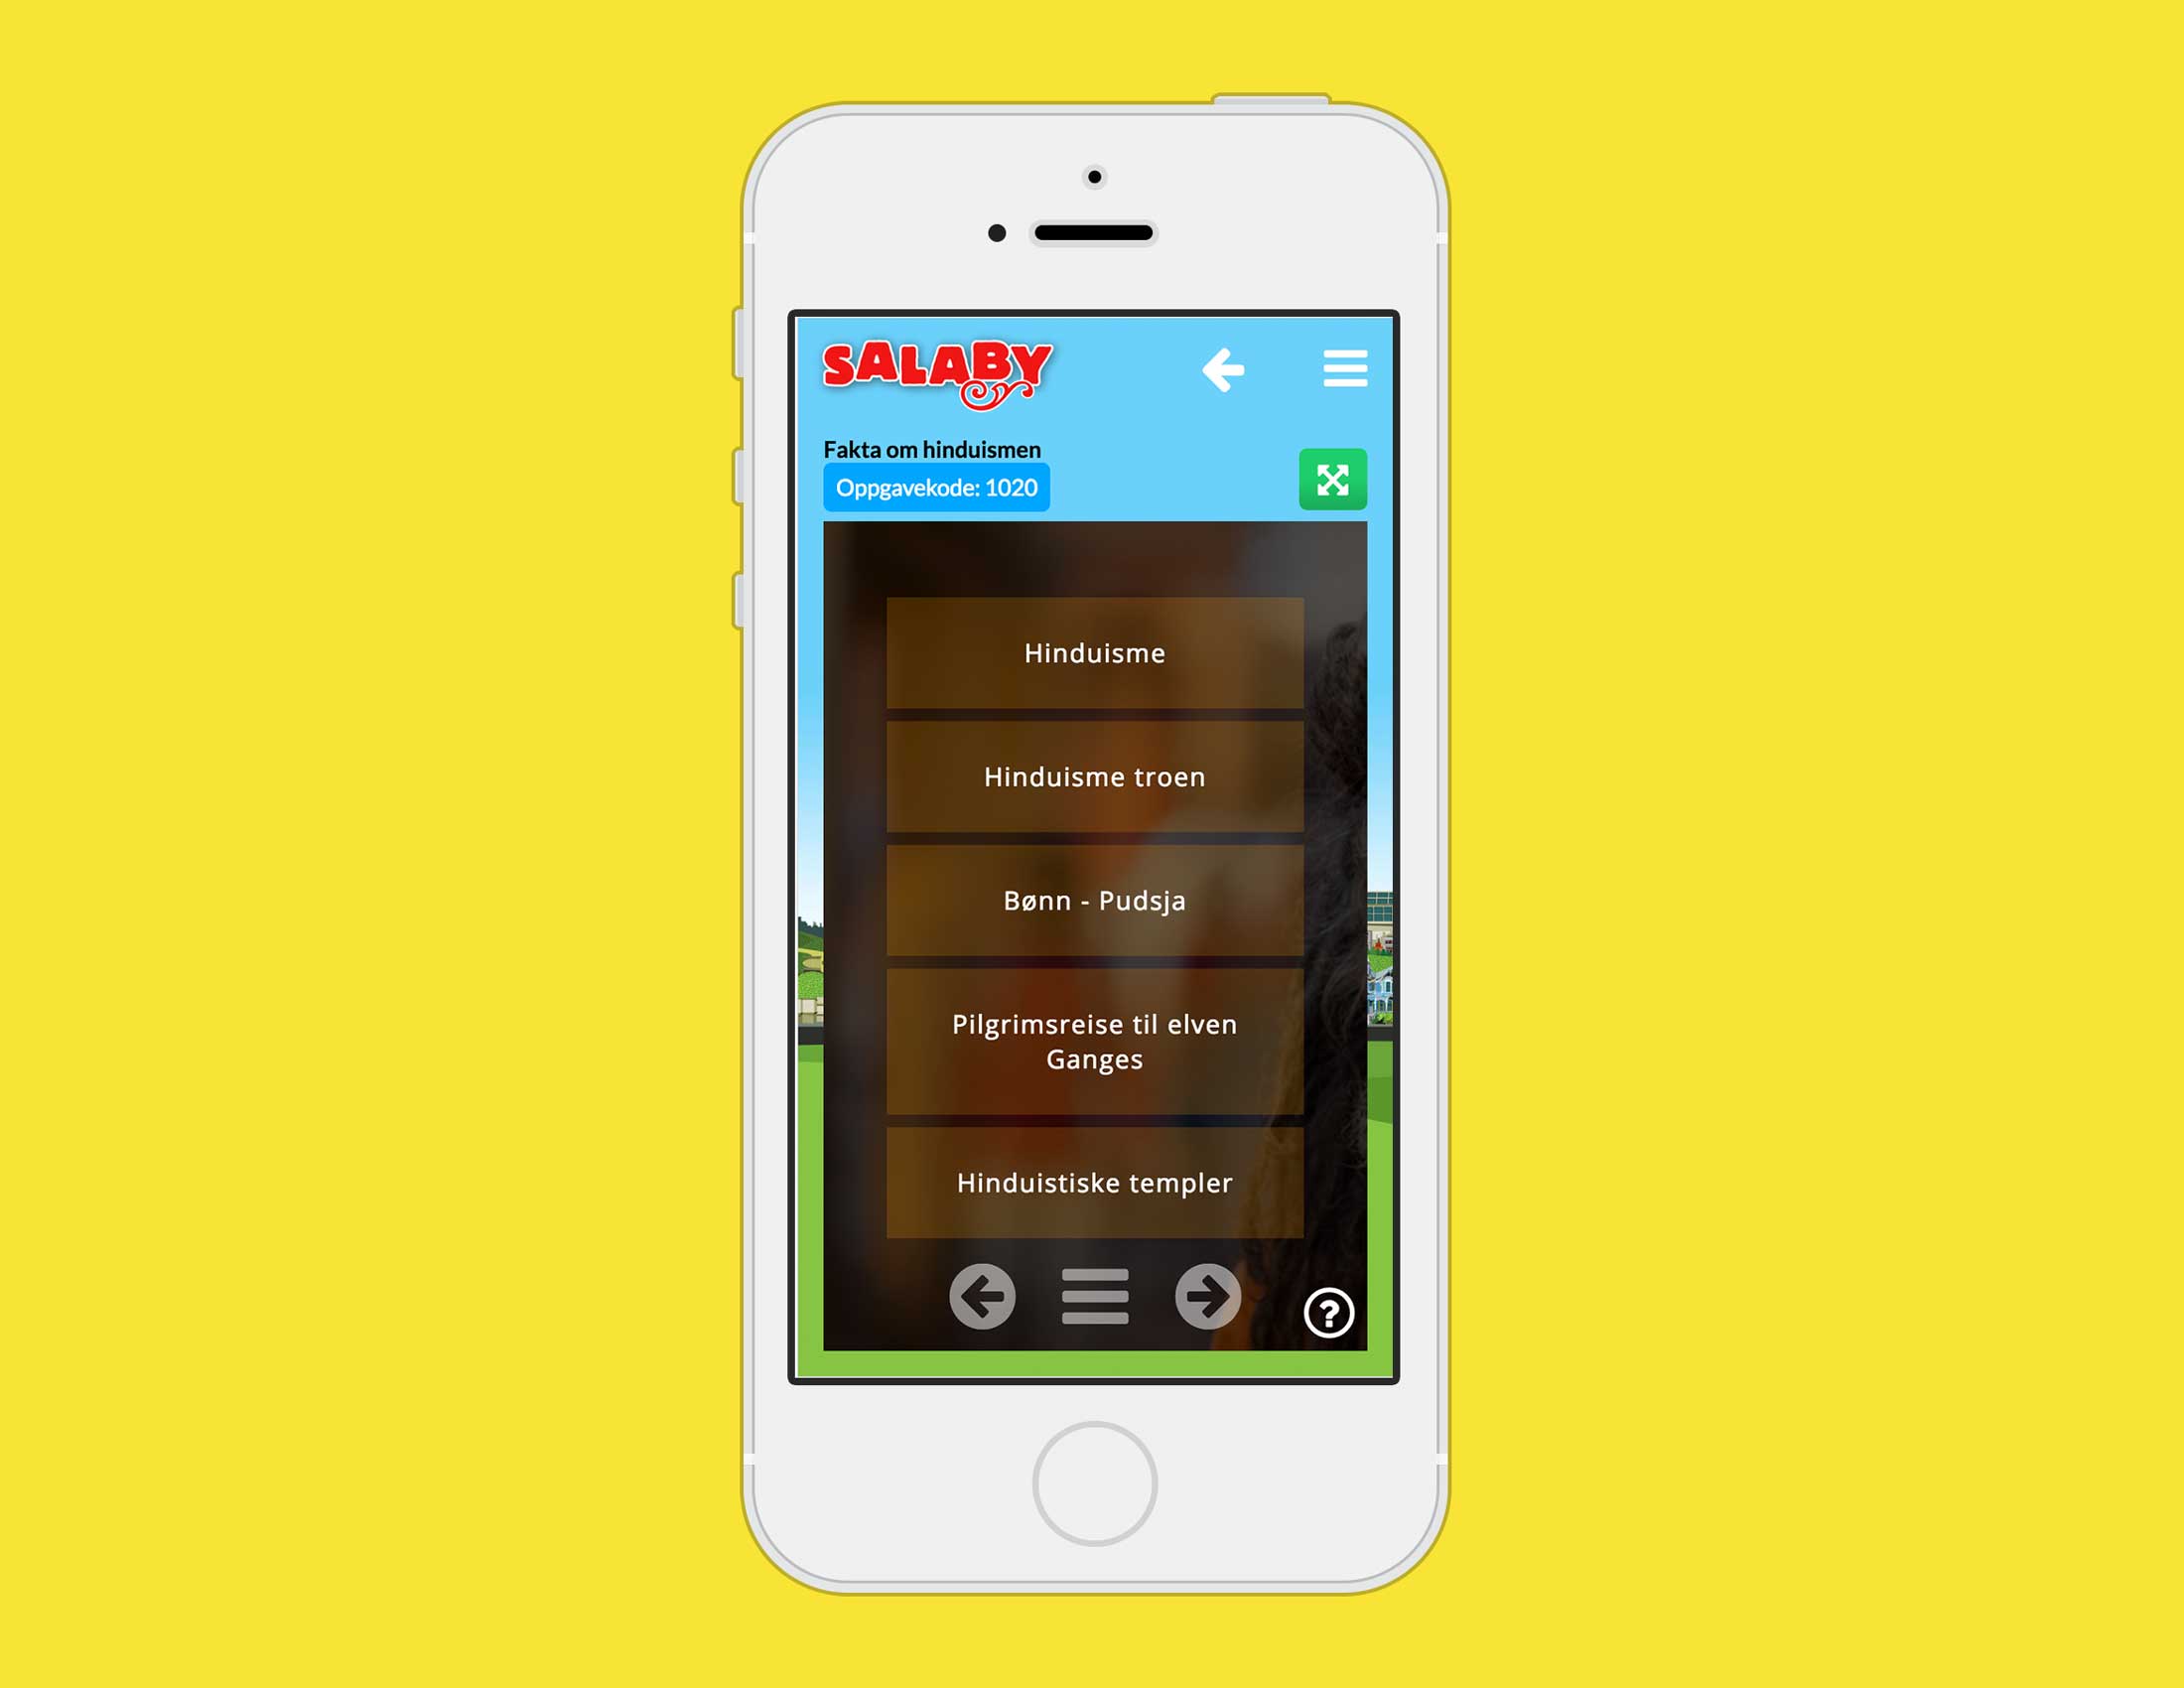 SALABY
Fakta om hinduismen
Oppgavekode: 1020
Hinduisme
Hinduisme troen
Bønn - Pudsja
Pilgrimsreise til elven
Ganges
Hinduistiske templer